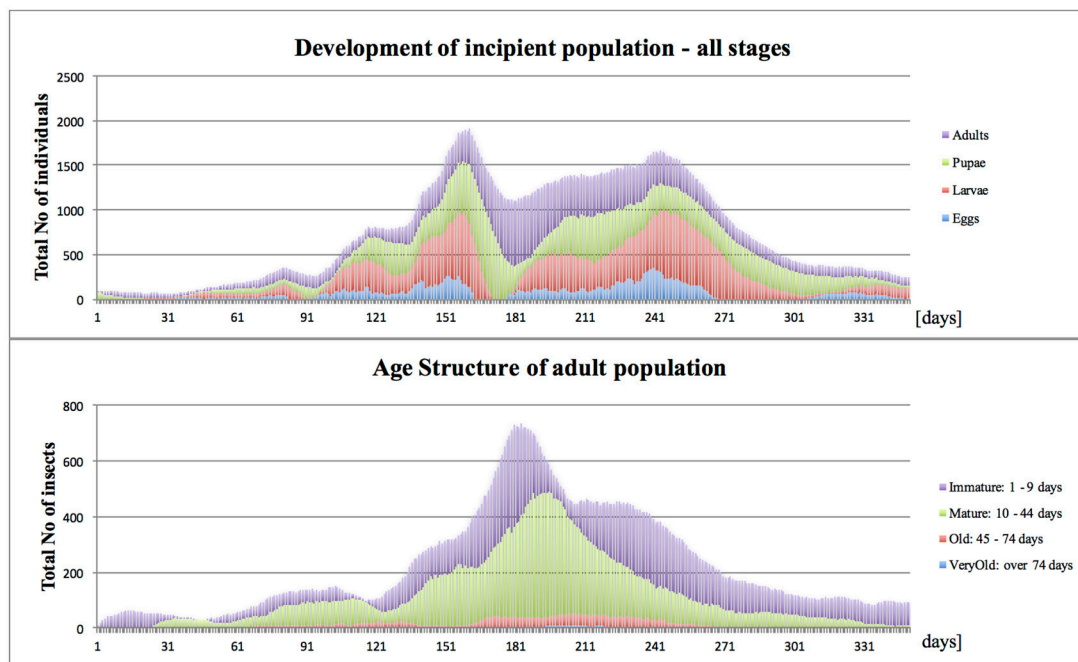 Development of incipient population - all stages
Total No of individuals
2500
2000
1500
1000
500
0
1 31 61 91 121 151 181 211 241 271 301 331 [days]
Adults
Pupae
Larvae
Eggs
Age Structure of adult population
Total No of insects
800
600
400
200
0
1 31 61 91 121 151 181 211 241 271 301 331 days]
Immature: 1 - 9 days
Mature: 10 - 44 days
Old: 45 - 74 days
VeryOld: over 74 days